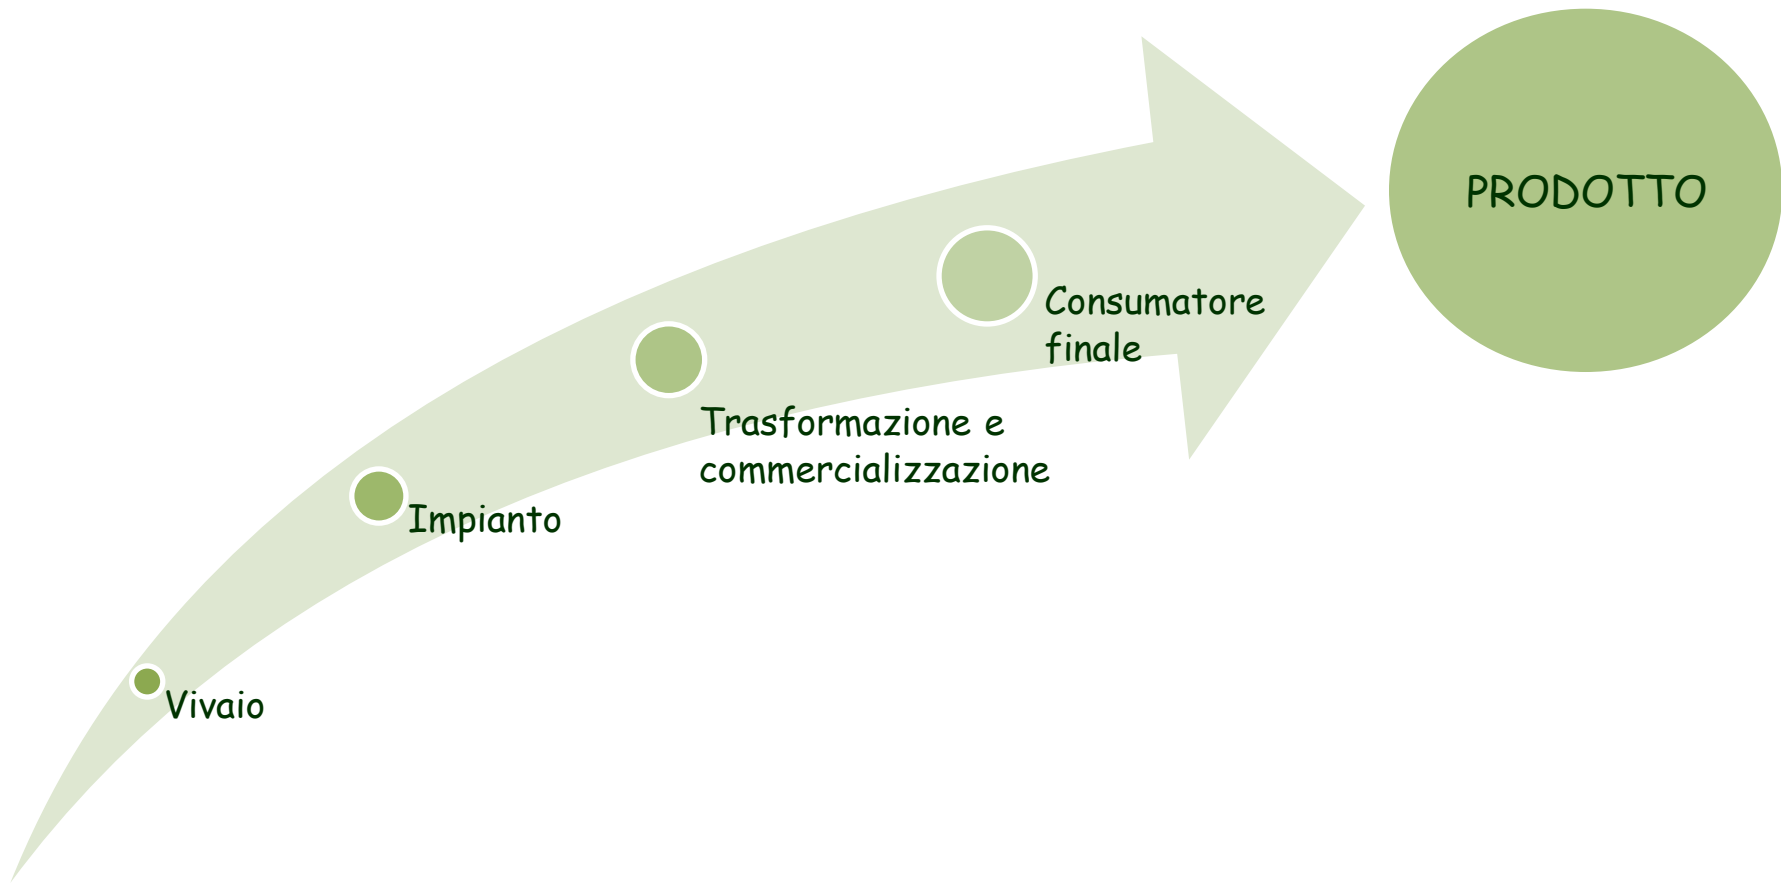 PRODOTTO
Consumatore
finale
Trasformazione e
commercializzazione
Impianto
Vivaio